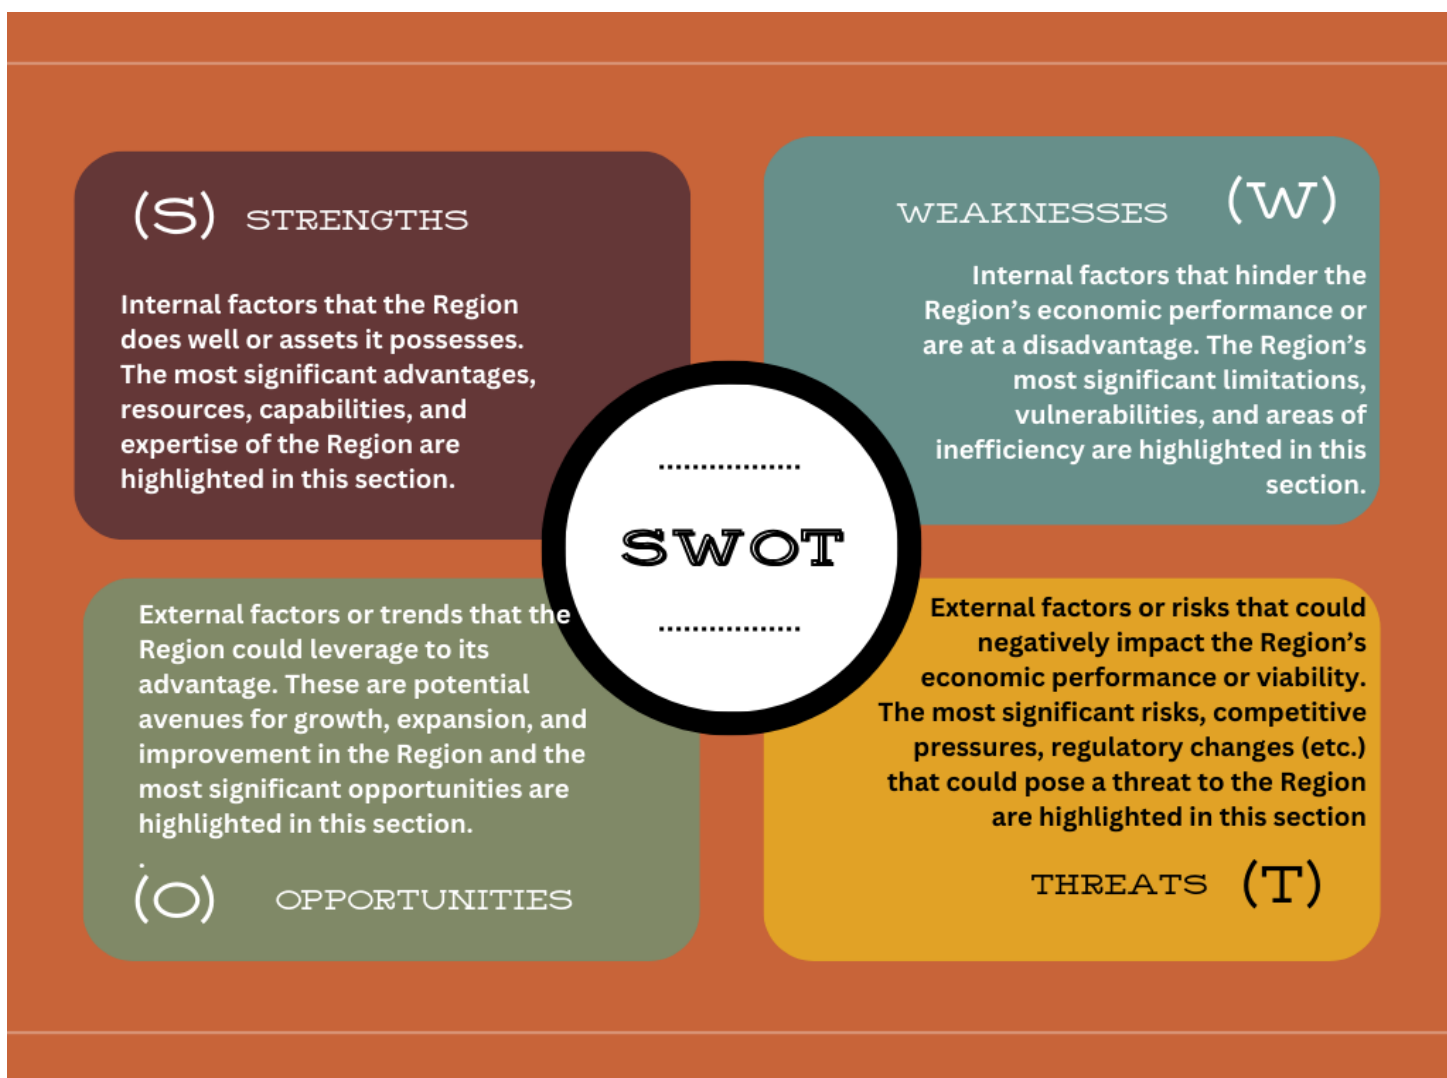 (S) STRENGTHS
Internal factors that the Region
does well or assets it possesses.
The most significant advantages,
resources, capabilities, and
expertise of the Region are
highlighted in this section.
WEAKNESSES (W)
Internal factors that hinder the
Region’s economic performance or
are at a disadvantage. The Region’s
most significant limitations,
vulnerabilities, and areas of
inefficiency are highlighted in this
section.
SWOT
External factors or trends that the
Region could leverage to its
advantage. These are potential
avenues for growth, expansion, and
improvement in the Region and the
most significant opportunities are
highlighted in this section.
.
(O) OPPORTUNITIES
External factors or risks that could
negatively impact the Region’s
economic performance or viability.
The most significant risks, competitive
pressures, regulatory changes (etc.)
that could pose a threat to the Region
are highlighted in this section
THREATS (T)